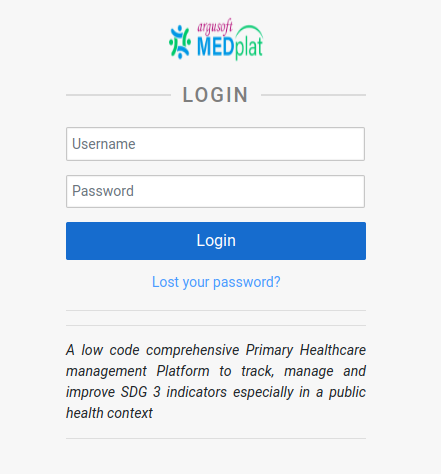 argusoft
MEDplat
LOGIN
Username
Password
Login
Lost your password?
A low code comprehensive Primary Healthcare
management Platform to track, manage and
improve SDG 3 indicators especially in a public
health context